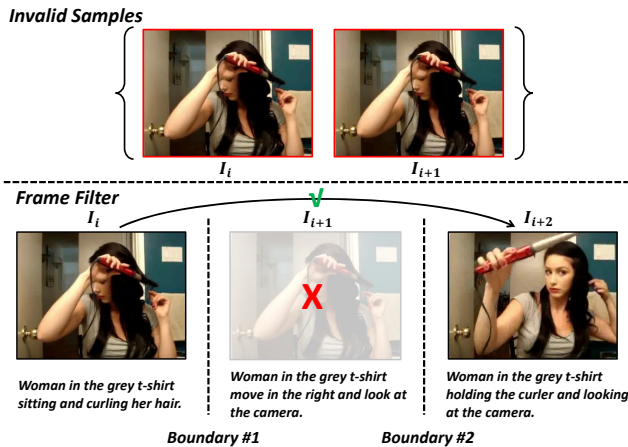 Invalid Samples
I_i
I_{i+1}
Frame Filter
√
I_i
I_{i+1}
I_{i+2}
X
Woman in the grey t-shirt
sitting and curling her hair.
Woman in the grey t-shirt
move in the right and look at
the camera.
Woman in the grey t-shirt
holding the curler and looking
at the camera.
Boundary #1
Boundary #2